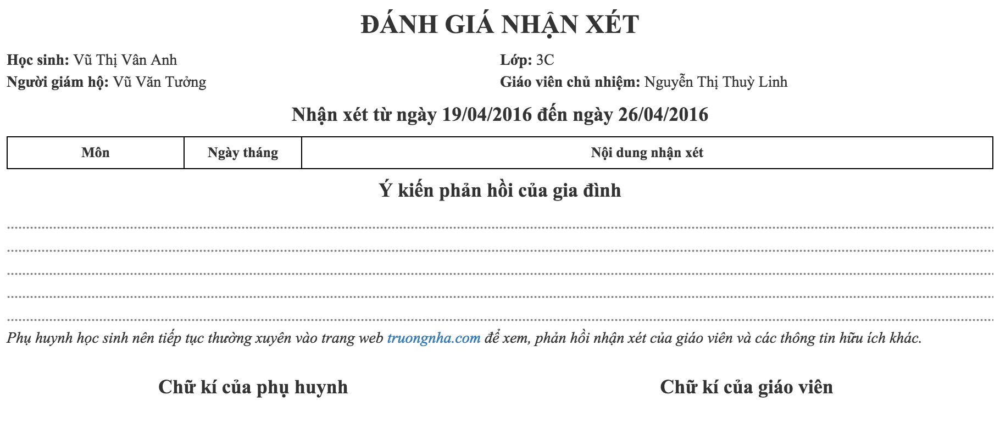 ĐÁNH GIÁ NHẬN XÉT
Học sinh: Vũ Thị Vân Anh
Lớp: 3C
Người giám hộ: Vũ Văn Tưởng
Giáo viên chủ nhiệm: Nguyễn Thị Thuỳ Linh
Nhận xét từ ngày 19/04/2016 đến ngày 26/04/2016
Môn
Ngày tháng
Nội dung nhận xét
Ý kiến phản hồi của gia đình
Phụ huynh học sinh nên tiếp tục thường xuyên vào trang web truongnha.com để xem, phản hồi nhận xét của giáo viên và các thông tin hữu ích khác.
Chữ kí của phụ huynh
Chữ kí của giáo viên